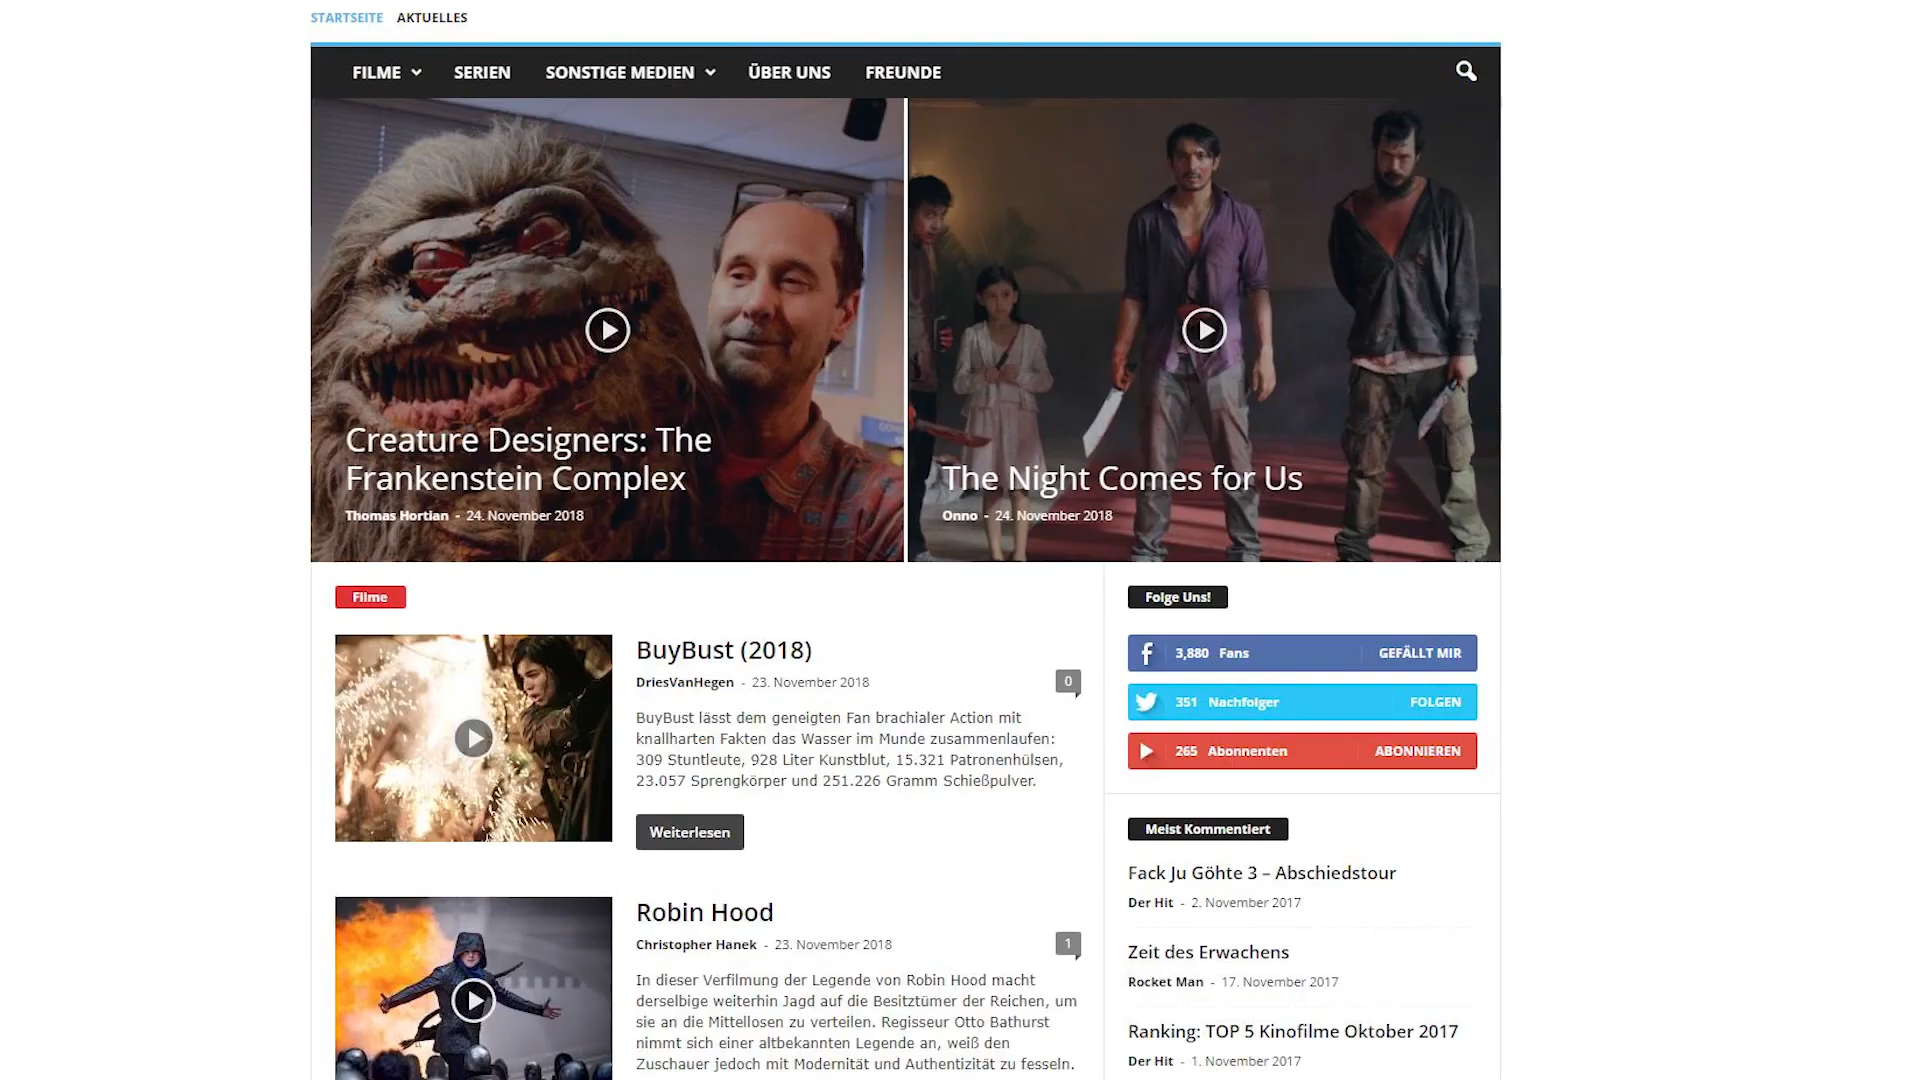 STARTSEITE AKTUELLES
FILME SERIEN SONSTIGE MEDIEN ÜBER UNS FREUNDE
Creature Designers: The
Frankenstein Complex
Thomas Hortian - 24. November 2018
The Night Comes for Us
Onno - 24. November 2018
Filme
BuyBust (2018)
DriesVanHegen - 23. November 2018
0
BuyBust lässt dem geneigten Fan brachialer Action mit
knallharten Fakten das Wasser im Munde zusammenlaufen:
309 Stuntleute, 928 Liter Kunstblut, 15.321 Patronenhülsen,
23.057 Sprengkörper und 251.226 Gramm Schießpulver.
Weiterlesen
Robin Hood
Christopher Hanek - 23. November 2018
1
In dieser Verfilmung der Legende von Robin Hood macht
derselbige weiterhin Jagd auf die Besitztümer der Reichen, um
sie an die Mittellosen zu verteilen. Regisseur Otto Bathurst
nimmt sich einer altbekannten Legende an, weiß den
Zuschauer jedoch mit Modernität und Authentizität zu fesseln.
Folge Uns!
3,880 Fans GEFÄLLT MIR
351 Nachfolger FOLGEN
265 Abonnenten ABONNIEREN
Meist Kommentiert
Fack Ju Göhte 3 – Abschiedstour
Der Hit - 2. November 2017
Zeit des Erwachens
Rocket Man - 17. November 2017
Ranking: TOP 5 Kinofilme Oktober 2017
Der Hit - 1. November 2017